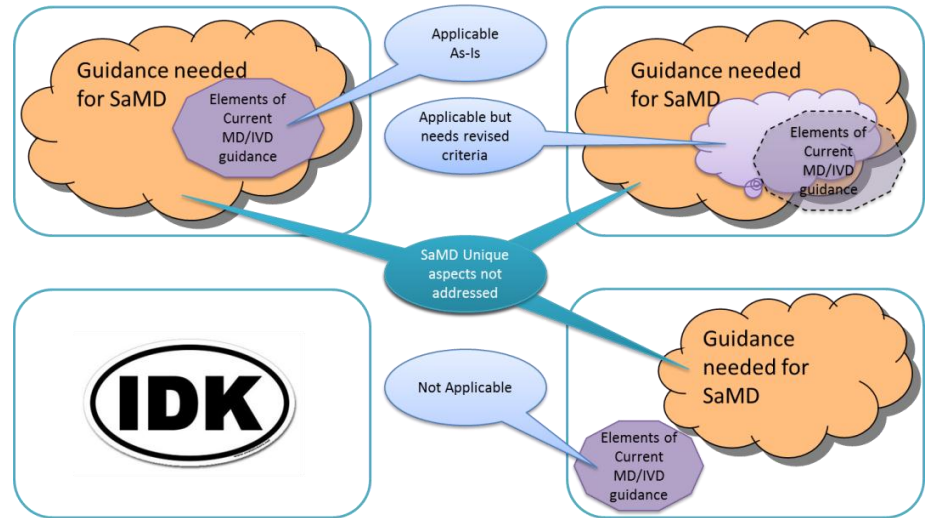 Guidance needed
for SaMD
Elements of
Current
MD/IVD
guidance
Applicable
As-Is
Applicable but
needs revised
criteria
Guidance needed
for SaMD
Elements of
Current
MD/IVD
guidance
SaMD Unique
aspects not
addressed
IDK
Not Applicable
Guidance
needed for
SaMD
Elements of
Current
MD/IVD
guidance